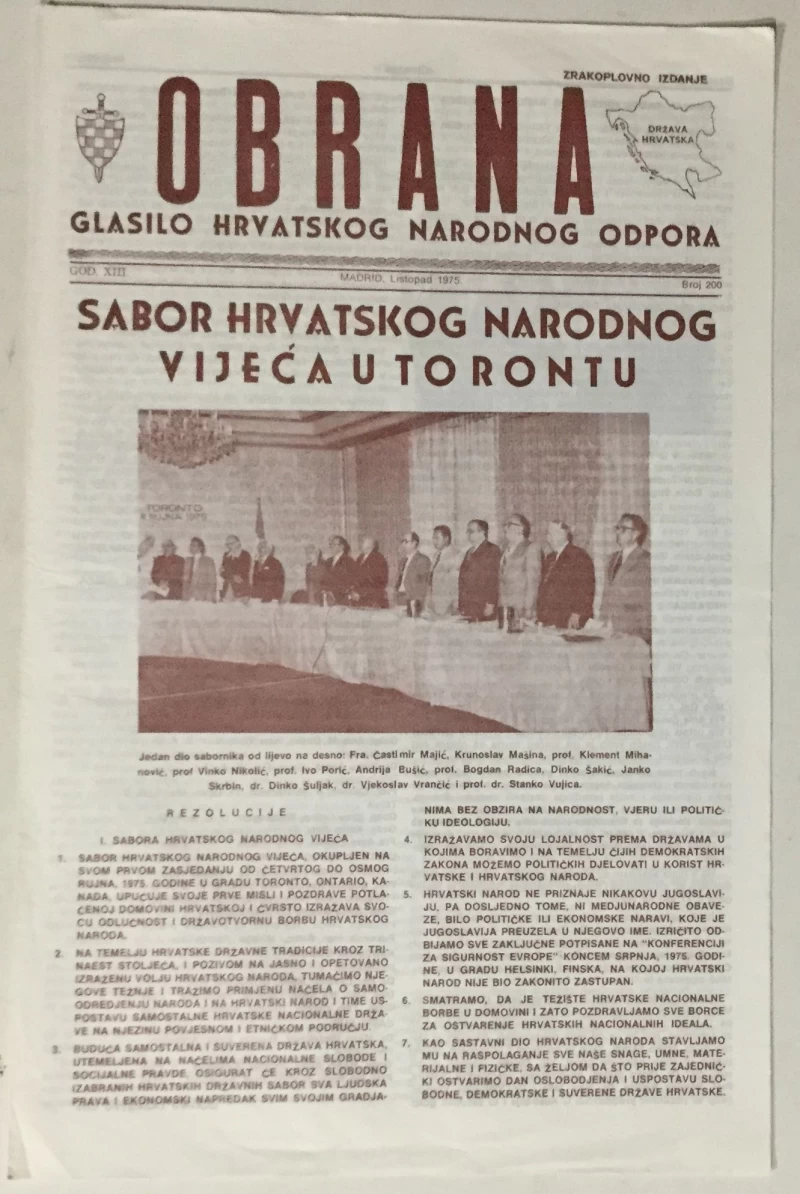 ZRAKOPLOVNO IZDANJE
OBRANA
DRŽAVA
HRVATSKA
GLASILO HRVATSKOG NARODNOG ODPORA
GOD. XIII
MADRID, Listopad 1975.
Broj 200
SABOR HRVATSKOG NARODNOG
VIJEĆA U TORONTU
TORONTO
RUJNA 1975
Jedan dio sabornika od lijevo na desno: Fra. Častimir Majić, Krunoslav Mašina, prof. Klement Miha-
nović, prof Vinko Nikolić, prof. Ivo Porić, Andrija Bušić, prof. Bogdan Radica, Dinko Šakić, Janko
Skrbin, dr. Dinko Šuljak, dr. Vjekoslav Vrančić i prof. dr. Stanko Vujica.
REZOLUCIJE
I. SABORA HRVATSKOG NARODNOG VIJEĆA
1. SABOR HRVATSKOG NARODNOG VIJEĆA, OKUPLJEN NA
SVOM PRVOM ZASJEDANJU OD ČETVRTOG DO OSMOG
RUJNA, 1975. GODINE U GRADU TORONTO, ONTARIO, KA-
NADA, UPUĆUJE SVOJE PRVE MISLI I POZDRAVE POTLA-
ČENOJ DOMOVINI HRVATSKOJ I ČVRSTO IZRAŽAVA SVO-
CU ODLUČNOST I DRŽAVOTVORNU BORBU HRVATSKOG
NARODA.
2. NA TEMELJU HRVATSKE DRŽAVNE TRADICIJE KROZ TRI-
NAEST STOLJEĆA, I POZIVOM NA JASNO I OPETOVANO
IZRAŽENU VOLJU HRVATSKOG NARODA, TUMAČIMO NJE-
GOVE TEŽNJE I TRAŽIMO PRIMJENU NAČELA O SAMO-
ODREDJENJU NARODA I NA HRVATSKI NAROD I TIME US-
POSTAVU SAMOSTALNE HRVATSKE NACIONALNE DRŽA-
VE NA NJEZINU POVJESNOM I ETNIČKOM PODRUČJU.
3. BUDUĆA SAMOSTALNA I SUVERENA DRŽAVA HRVATSKA,
UTEMELJENA NA NAČELIMA NACIONALNE SLOBODE I
SOCIJALNE PRAVDE, OSIGURAT ĆE KROZ SLOBODNO
IZABRANIH HRVATSKIH DRŽAVNIH SABOR SVA LJUDSKA
PRAVA I EKONOMSKI NAPREDAK SVIM SVOJIM GRADJA-
NIMA BEZ OBZIRA NA NARODNOST, VJERU ILI POLITIČ-
KU IDEOLOGIJU.
4. IZRAŽAVAMO SVOJU LOJALNOST PREMA DRŽAVAMA U
KOJIMA BORAVIMO I NA TEMELJU ČIJIH DEMOKRATSKIH
ZAKONA MOŽEMO POLITIČKIH DJELOVATI U KORIST HR-
VATSKE I HRVATSKOG NARODA.
5. HRVATSKI NAROD NE PRIZNAJE NIKAKOVU JUGOSLAVI-
JU, PA DOSLJEDNO TOME, NI MEDJUNARODNE OBAVE-
ZE, BILO POLITIČKE ILI EKONOMSKE NARAVI, KOJE JE
JUGOSLAVIJA PREUZELA U NJEGOVO IME. IZRIČITO OD-
BIJAMO SVE ZAKLJUČNE POTPISANE NA "KONFERENCIJI
ZA SIGURNOST EVROPE" KONCEM SRPNJA, 1975. GODI-
NE, U GRADU HELSINKI, FINSKA, NA KOJOJ HRVATSKI
NAROD NIJE BIO ZAKONITO ZASTUPAN.
6. SMATRAMO, DA JE TEŽIŠTE HRVATSKE NACIONALNE
BORBE U DOMOVINI I ZATO POZDRAVLJAMO SVE BORCE
ZA OSTVARENJE HRVATSKIH NACIONALNIH IDEALA.
7. KAO SASTAVNI DIO HRVATSKOG NARODA STAVLJAMO
MU NA RASPOLAGANJE SVE NAŠE SNAGE, UMNE, MATE-
RIJALNE I FIZIČKE, SA ŽELJOM DA ŠTO PRIJE ZAJEDNIČ-
KI OSTVARIMO DAN OSLOBODJENJA I USPOSTAVU SLO-
BODNE, DEMOKRATSKE I SUVERENE DRŽAVE HRVATSKE.